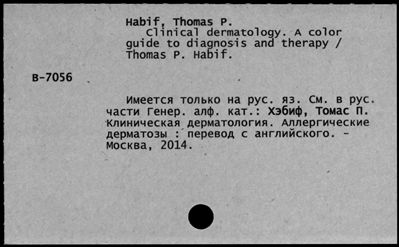 Habif, Thomas P.
Clinical dermatology. A color
guide to diagnosis and therapy /
Thomas P. Habif.
B-7056
Имеется только на рус. яз. См. в рус.
части Генер. алф. кат.: Хэбиф, Томас П.
Клиническая дерматология. Аллергические
дерматозы : перевод с английского. –
Москва, 2014.